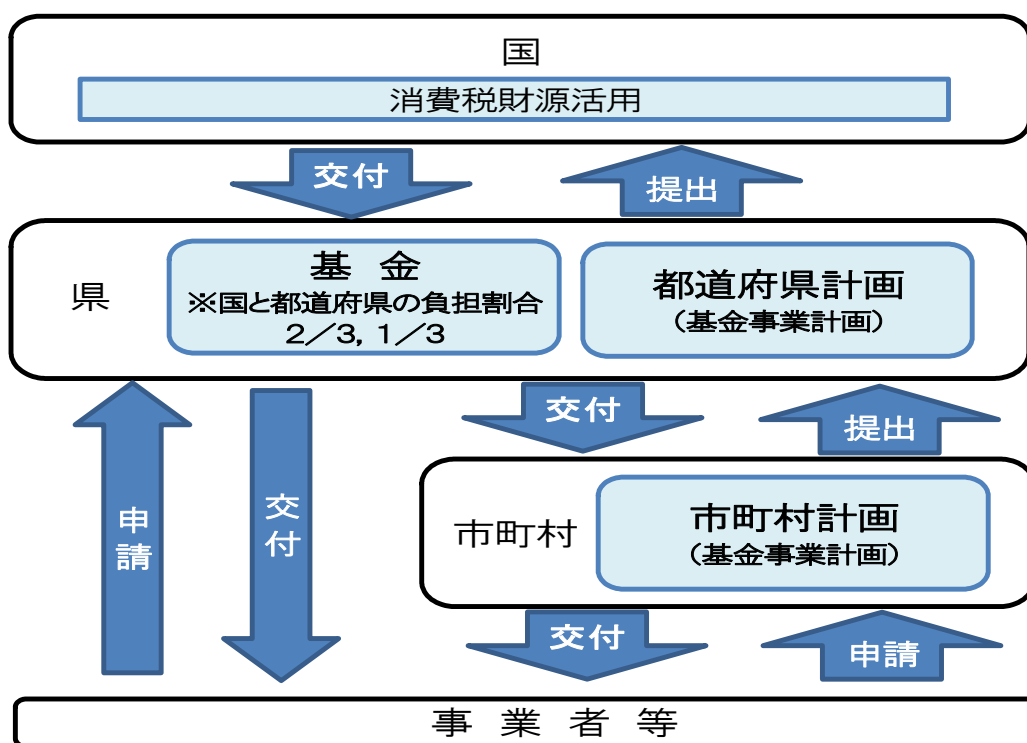 国
消費税財源活用
交付
提出
県
基 金
※国と都道府県の負担割合
2／3，1／3
都道府県計画
（基金事業計画）
交付
提出
申請
交付
市町村
市町村計画
（基金事業計画）
交付
申請
事 業 者 等